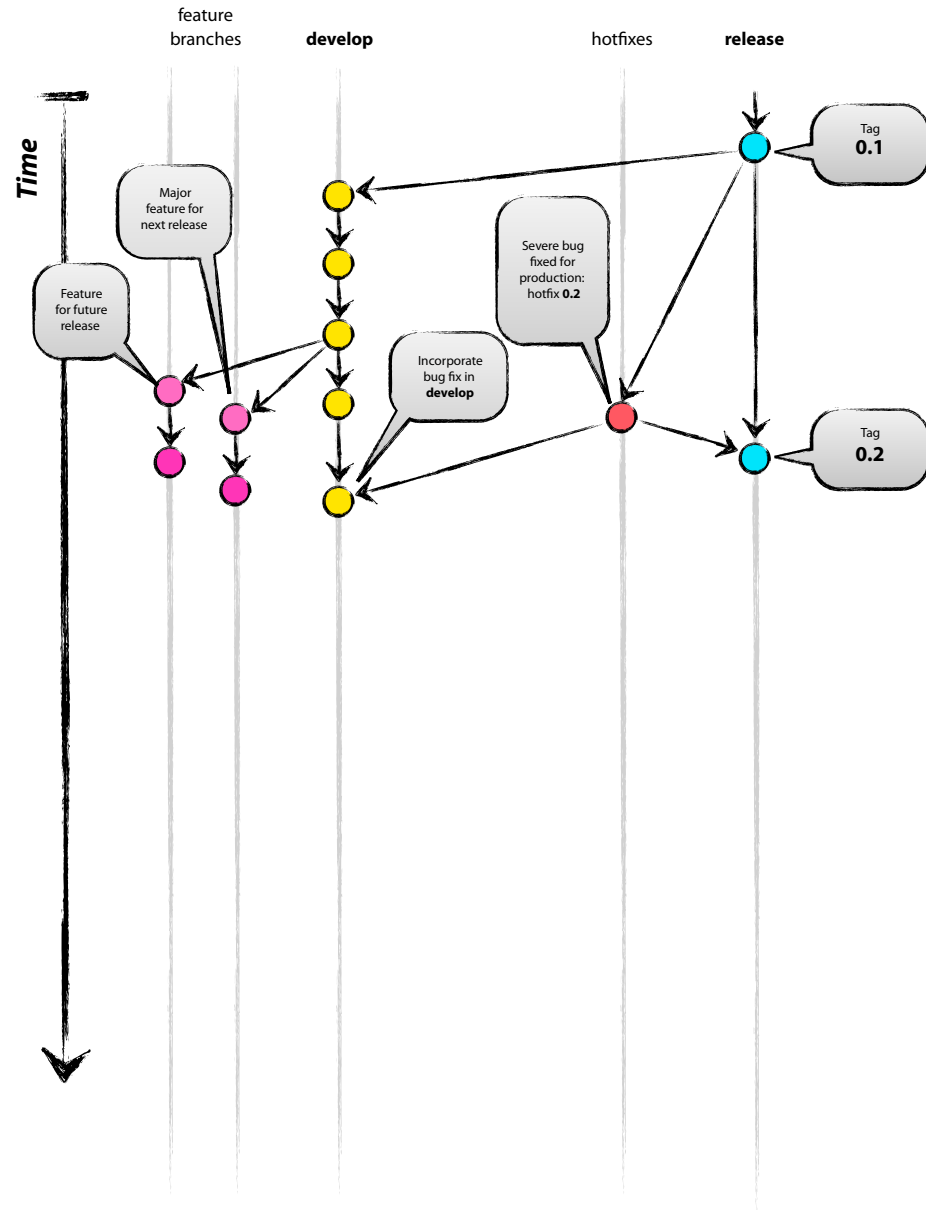 feature
branches
develop
hotfixes
release
Time
Tag
0.1
Major
feature for
next release
Severe bug
fixed for
production:
hotfix 0.2
Feature
for future
release
Incorporate
bug fix in
develop
Tag
0.2